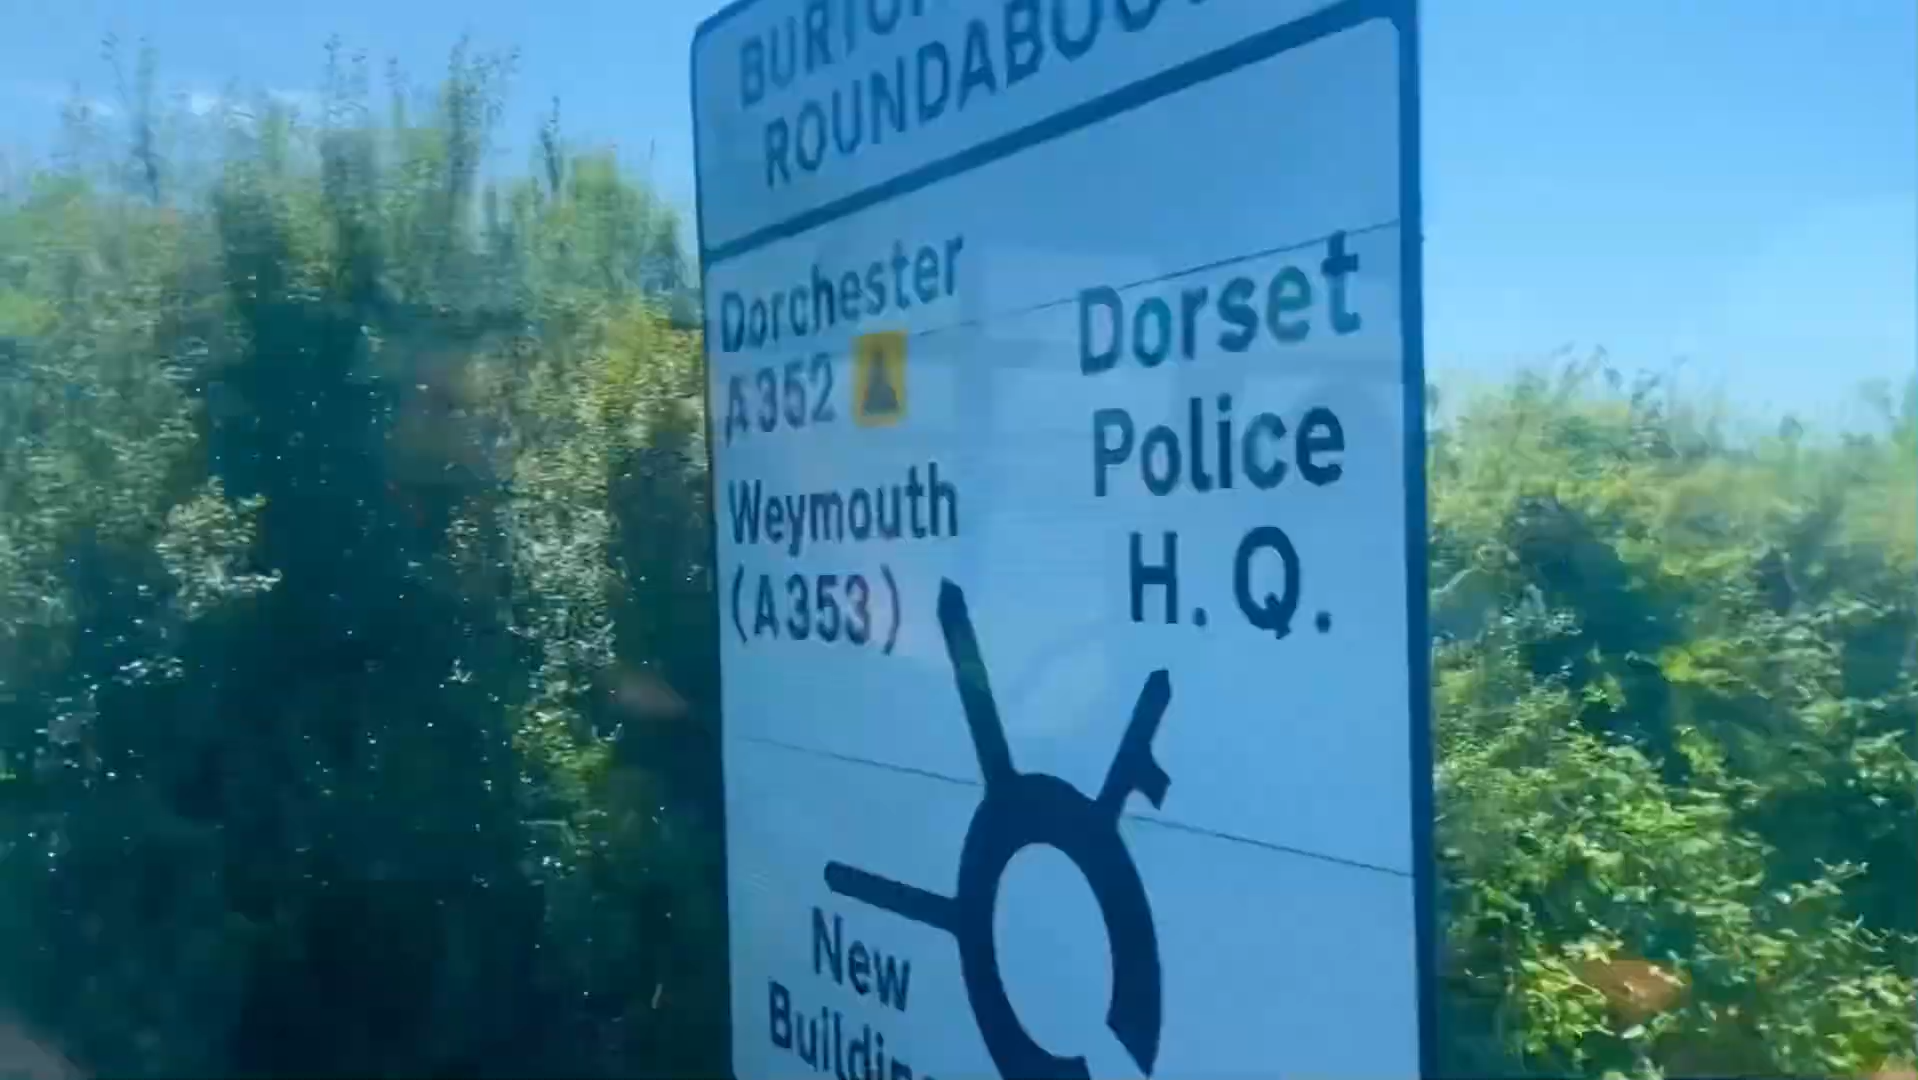 ROUNDABOUT
Dorchester
A352
Weymouth
(A353)
Dorset
Police
H.Q.
New